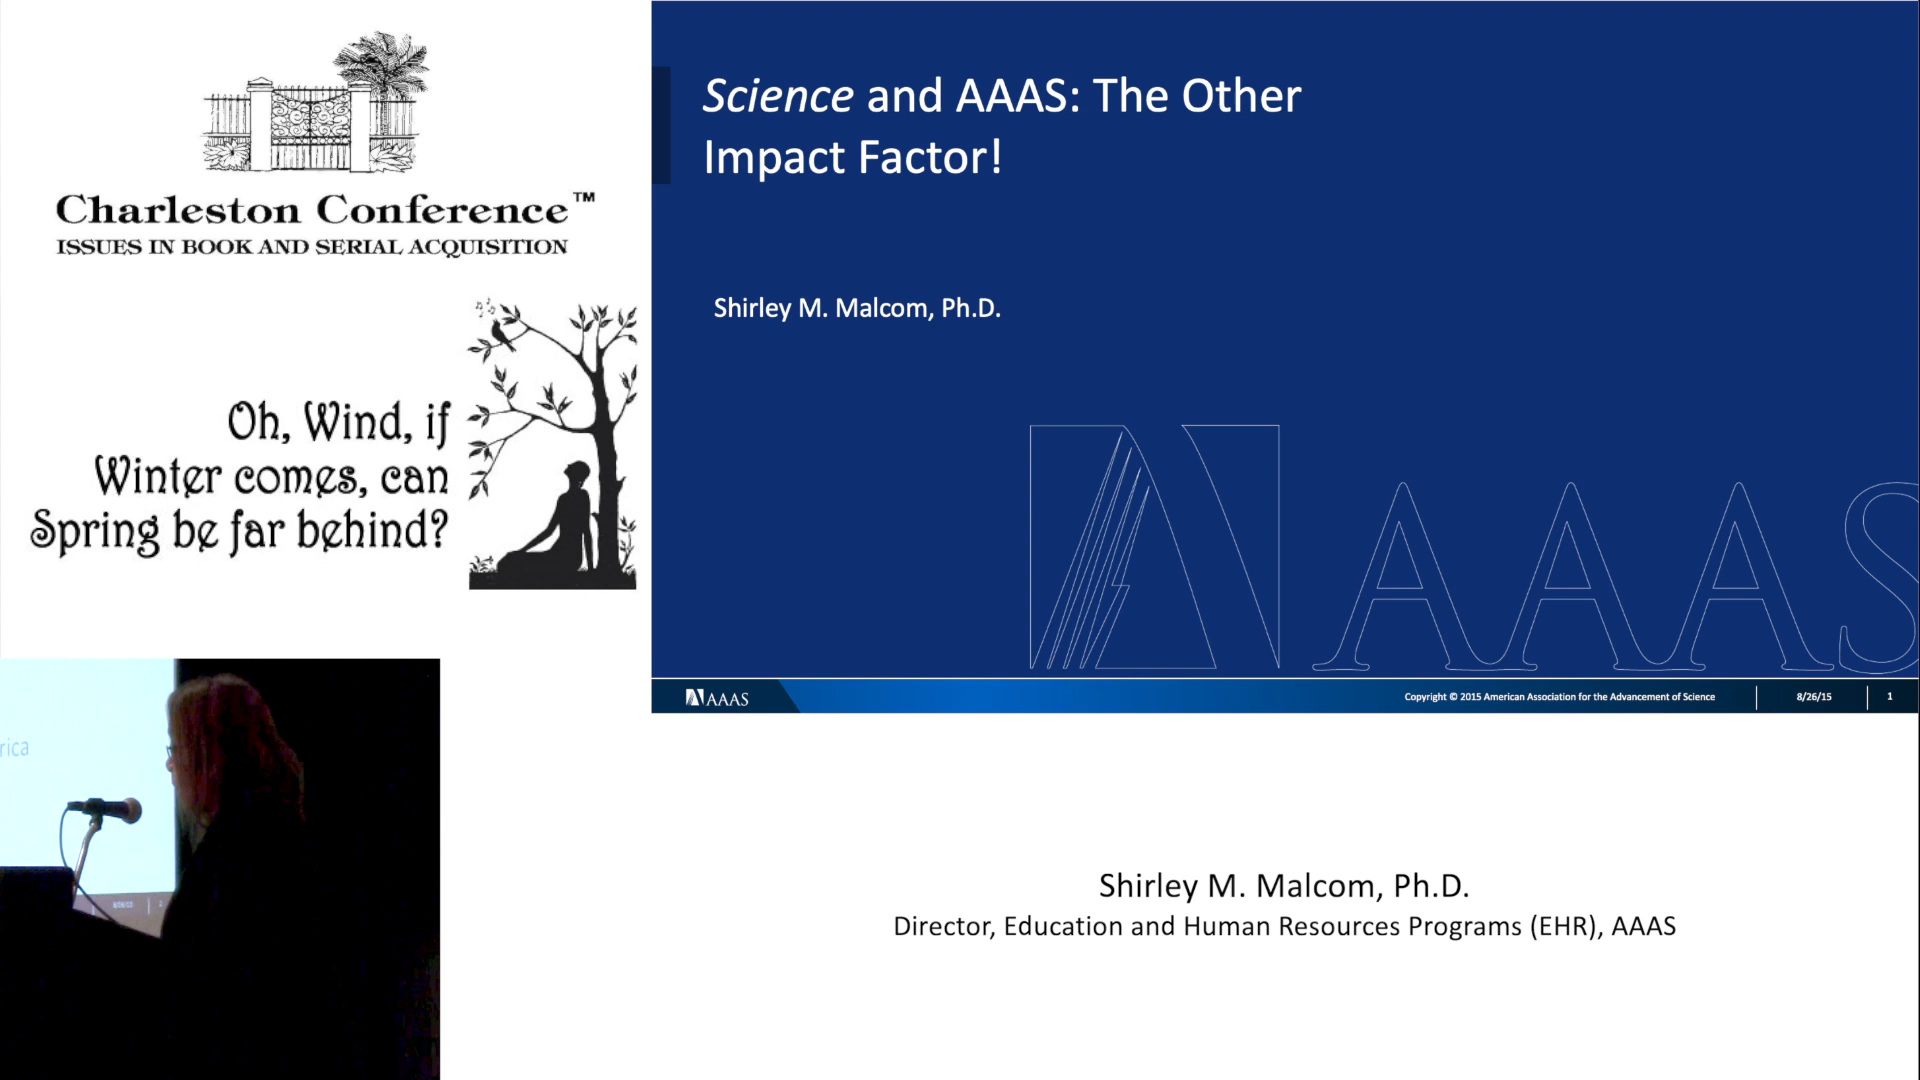 Charleston Conference™
ISSUES IN BOOK AND SERIAL ACQUISITION
Oh, Wind, if
Winter comes, can
Spring be far behind?
Science and AAAS: The Other
Impact Factor!
Shirley M. Malcom, Ph.D.
AAAS
AAAS
Copyright © 2015 American Association for the Advancement of Science
8/26/15
1
rica
Shirley M. Malcom, Ph.D.
Director, Education and Human Resources Programs (EHR), AAAS